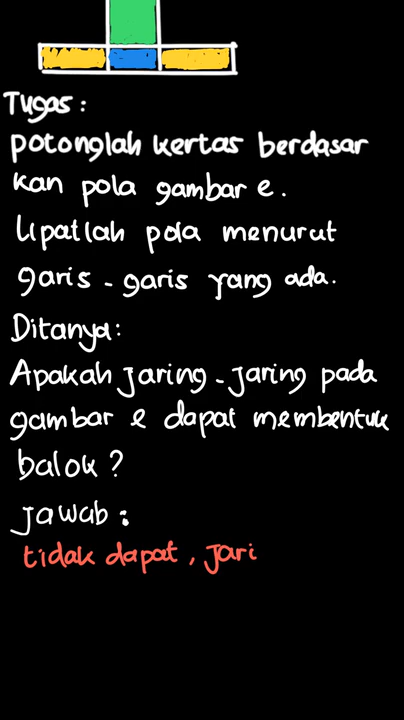 Tugas :
potonglah kertas berdasar
kan pola gambar e.
Lipatlah pola menurut
garis - garis yang ada.
Ditanya:
Apakah jaring - jaring pada
gambar e dapat membentuk
balok ?
jawab :
tidak dapat , jari